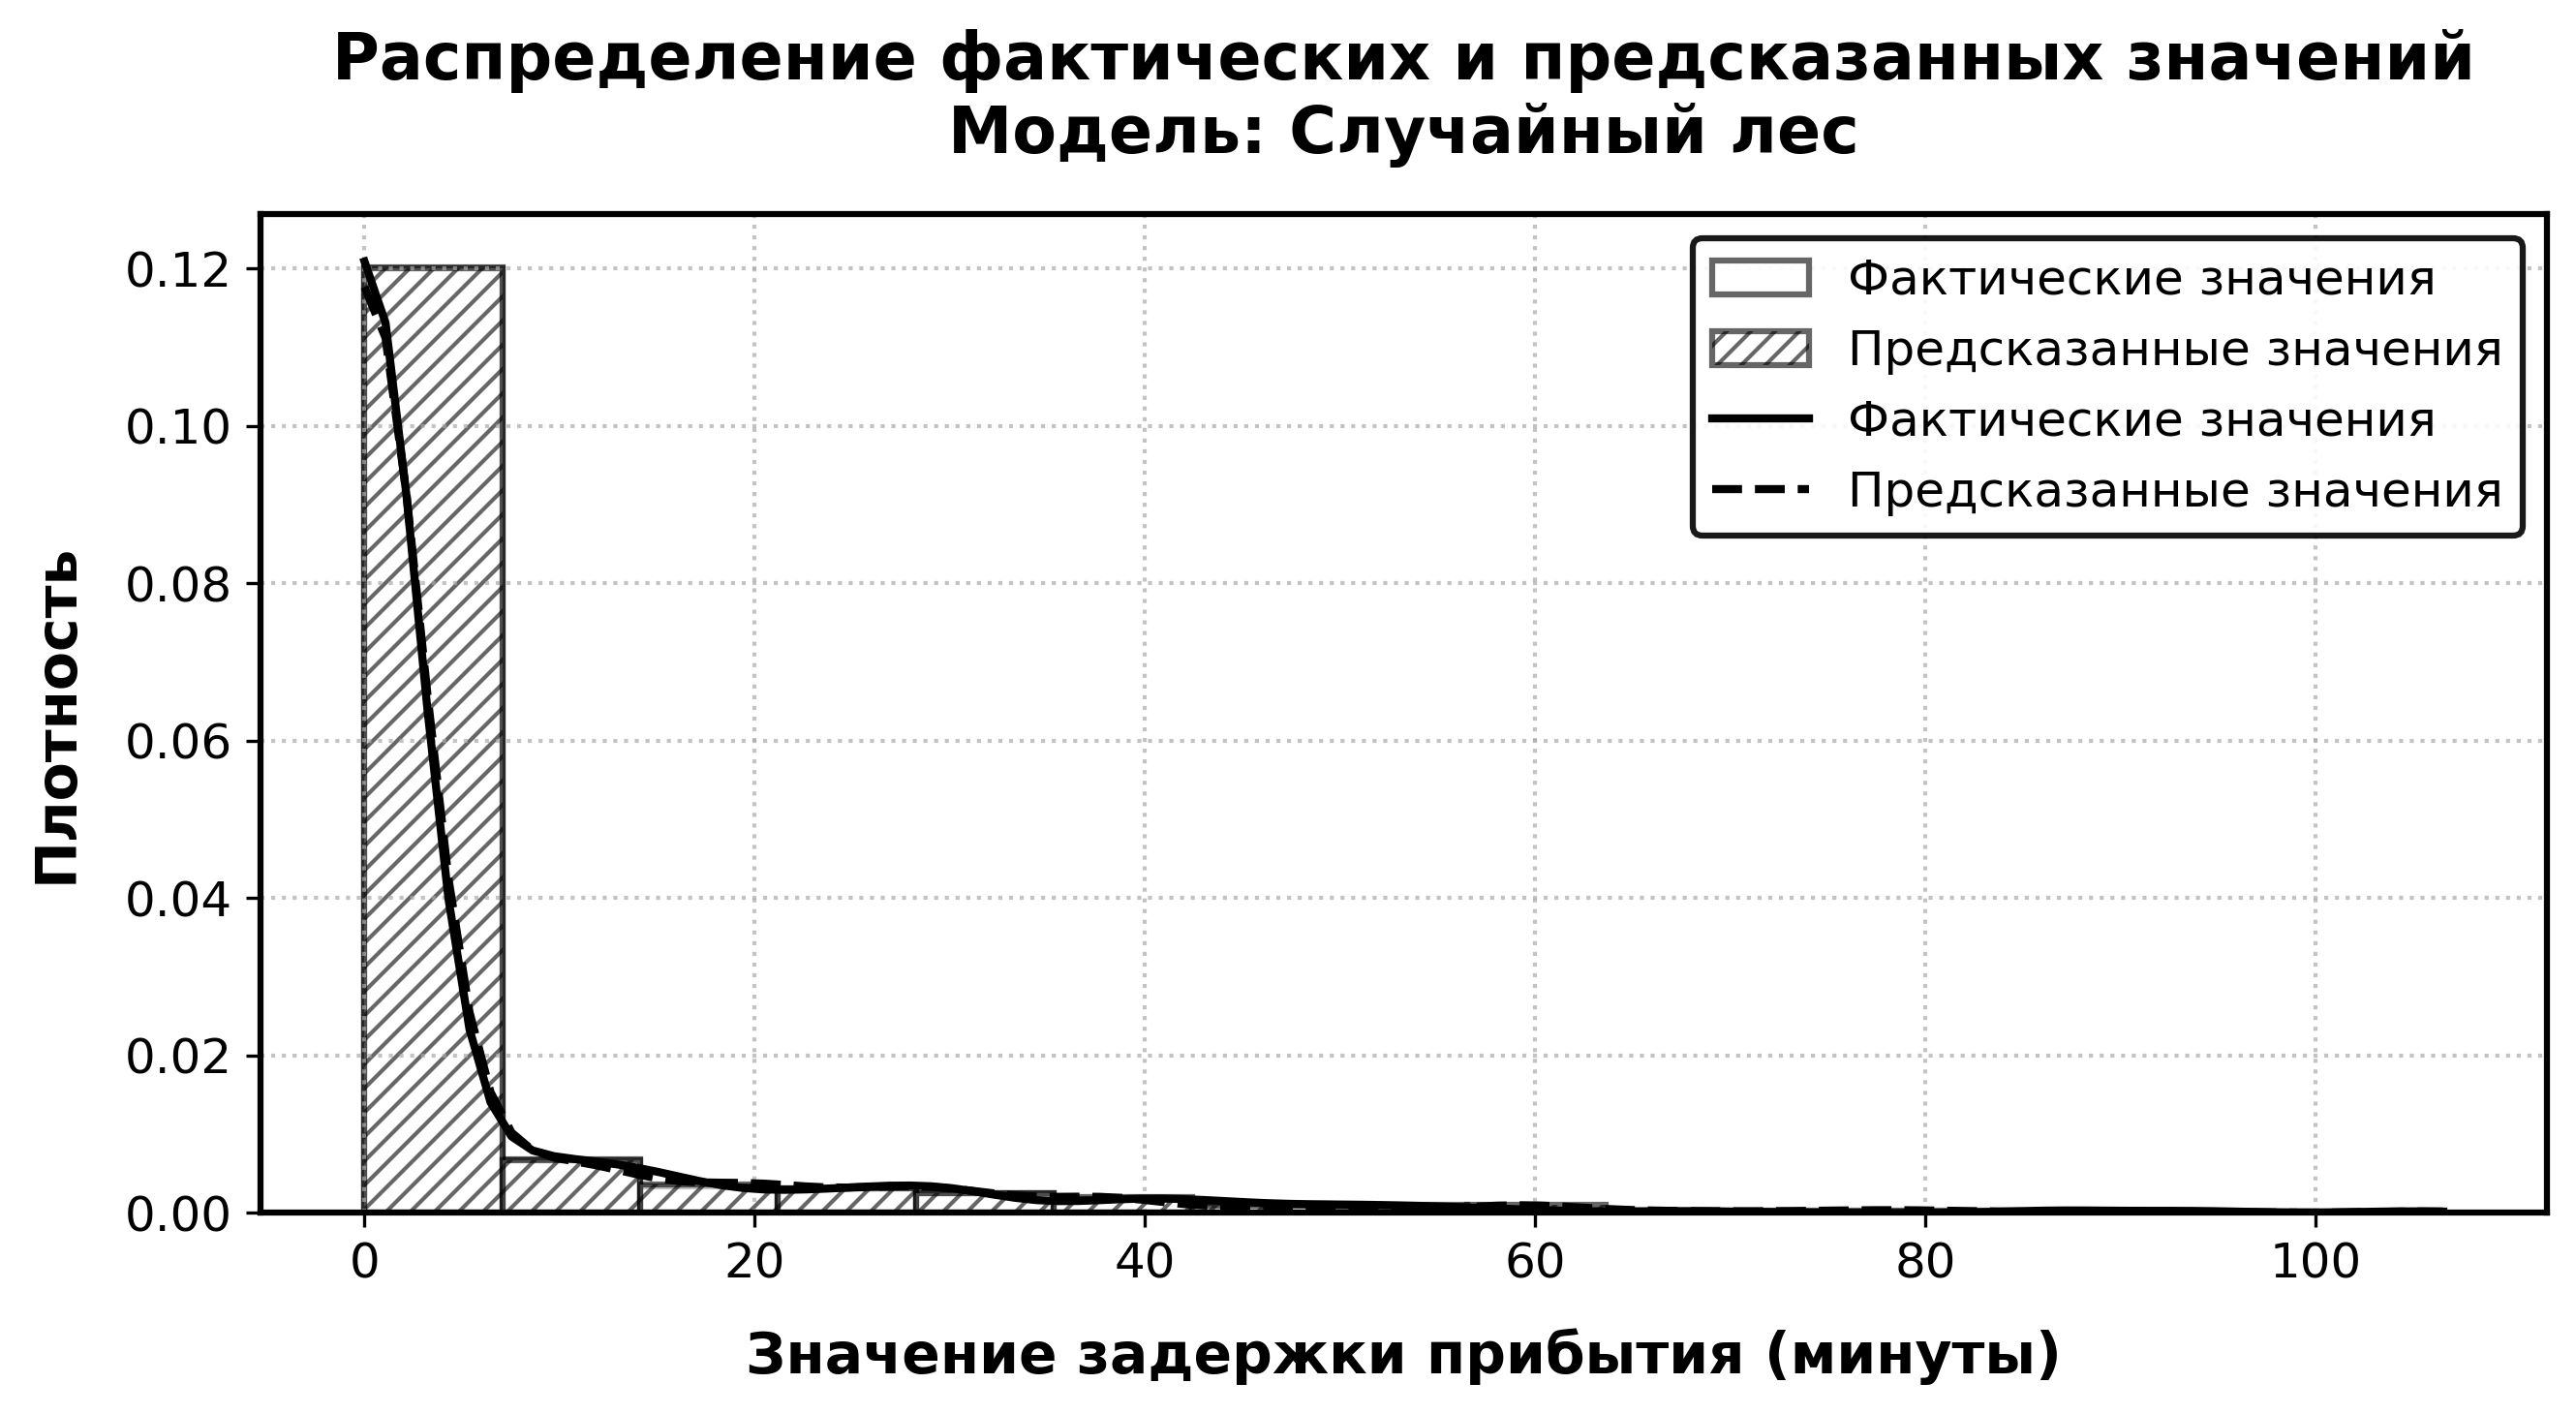 Распределение фактических и предсказанных значений
Модель: Случайный лес
Фактические значения
Предсказанные значения
Фактические значения
Предсказанные значения
Плотность
0.12
0.10
0.08
0.06
0.04
0.02
0.00
0 20 40 60 80 100
Значение задержки прибытия (минуты)